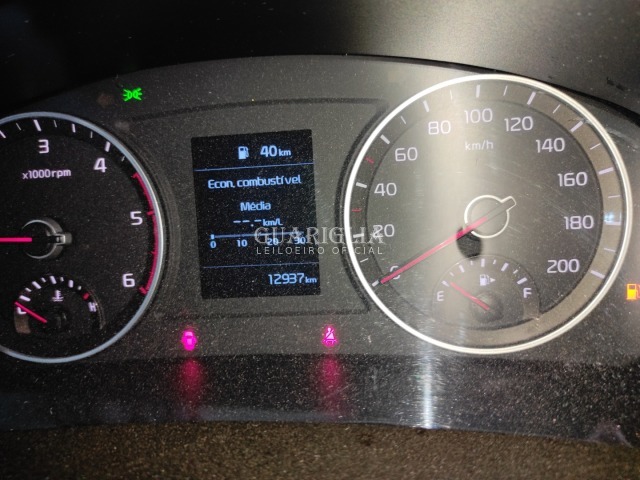 40 km
Econ. combustível
Média
--.- km/L
0 10 20 30
12937 km
GUARIGLIA
LEILOEIRO OFICIAL
3 4 5 6
x1000rpm
H
0 20 40 60 80 100 120 140 160 180 200
km/h
E F